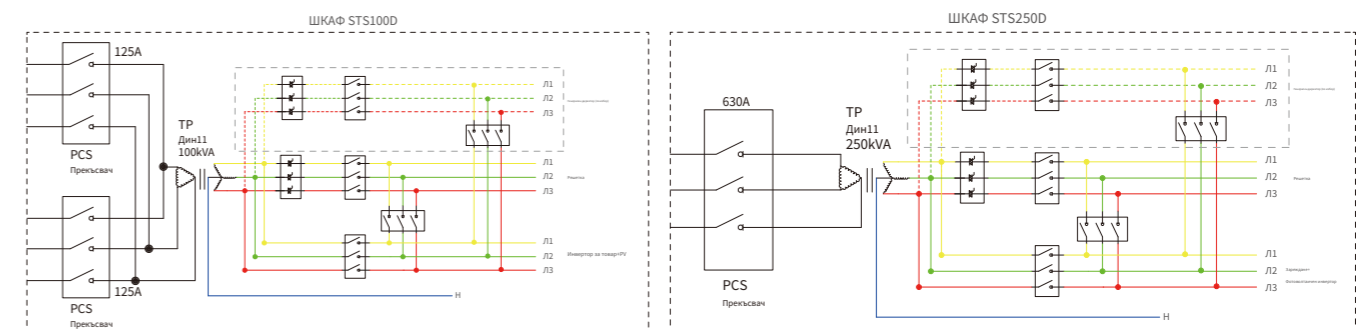 ШКАФ STS100D
125A
PCS
Прекъсвач
ТР
Дин11
100kVA
125A
PCS
Прекъсвач
Л1
Л2
Л3
Л1
Л2
Решетка
Л3
Л1
Л2
Инвертор за товар+PV
Л3
Н
ШКАФ STS250D
630A
PCS
Прекъсвач
ТР
Дин11
250kVA
Л1
Л2
Л3
Л1
Л2
Решетка
Л3
Л1
Л2
Л3
Н